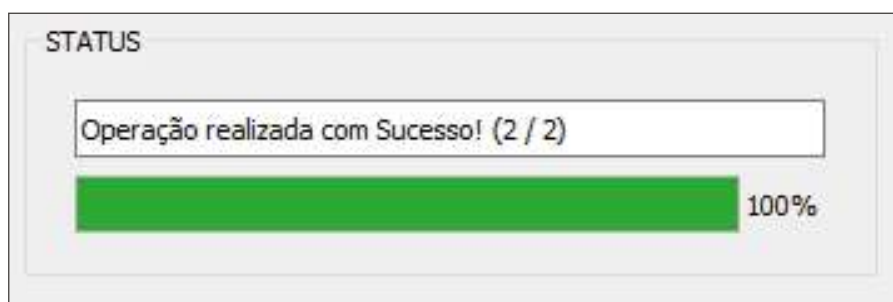 STATUS
Operação realizada com Sucesso! (2 / 2)
100%